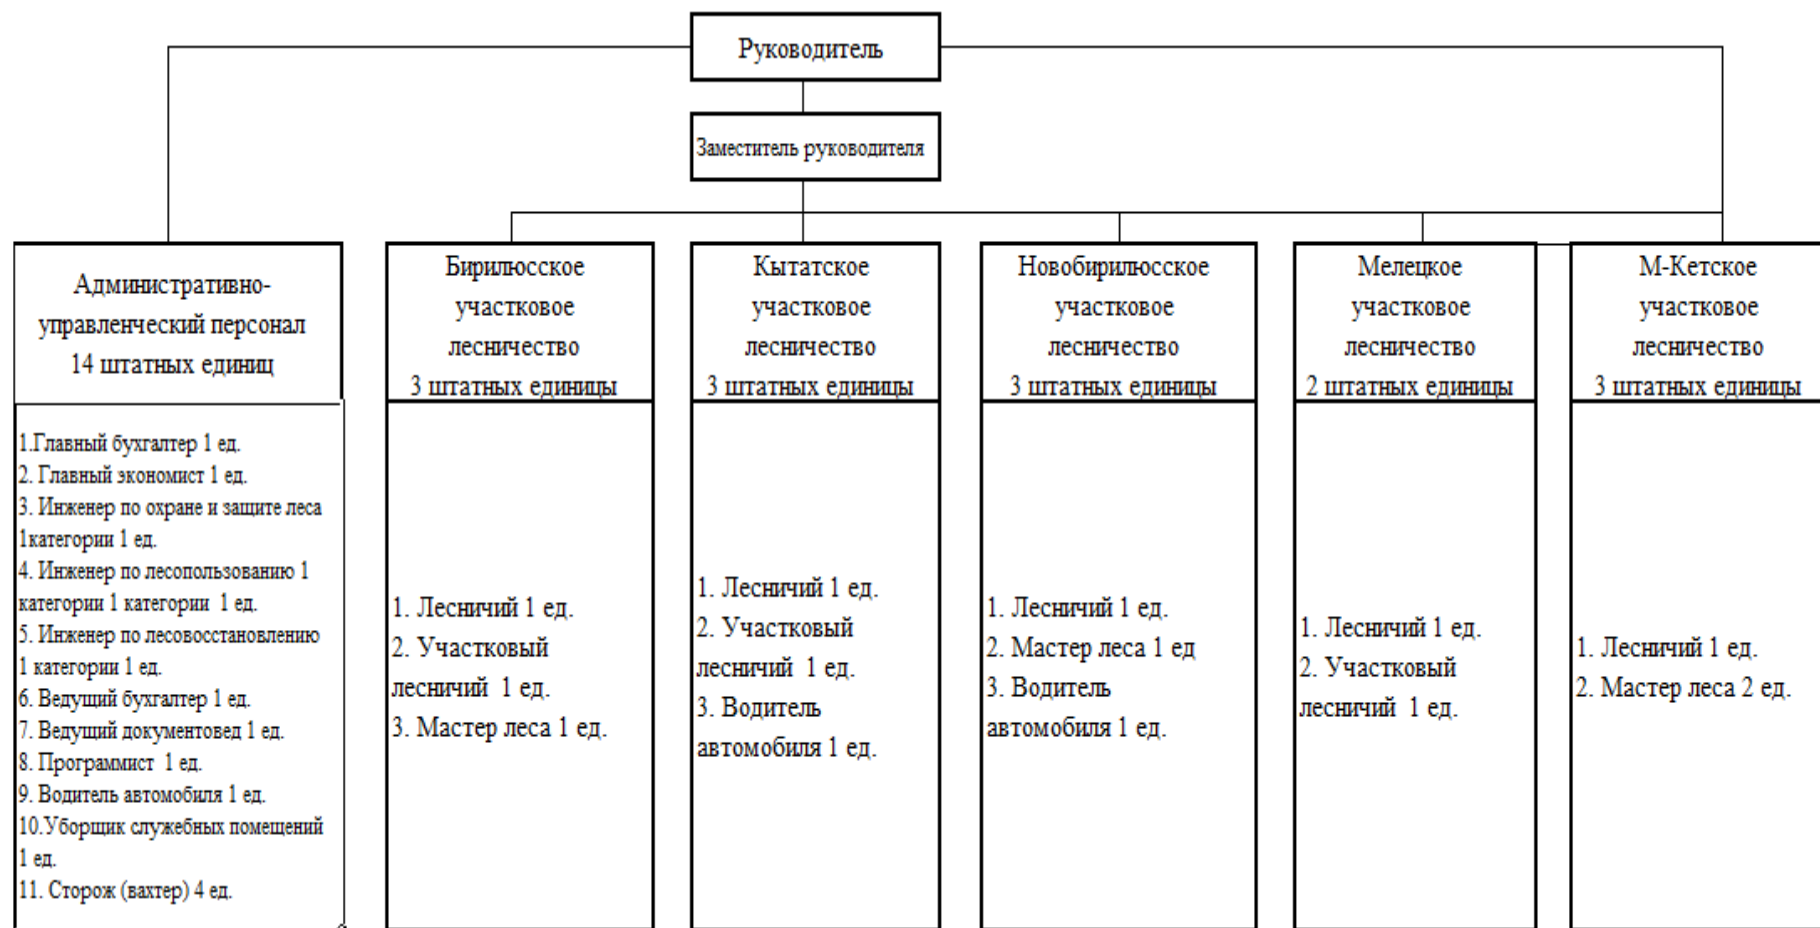 Руководитель
Заместитель руководителя
Административно-
управленческий персонал
14 штатных единиц
1.Главный бухгалтер 1 ед.
2. Главный экономист 1 ед.
3. Инженер по охране и защите леса
1категории 1 ед.
4. Инженер по лесопользованию 1
категории 1 категории  1 ед.
5. Инженер по лесовосстановлению
1 категории 1 ед.
6. Ведущий бухгалтер 1 ед.
7. Ведущий документовед 1 ед.
8. Программист  1 ед.
9. Водитель автомобиля 1 ед.
10.Уборщик служебных помещений
1 ед.
11. Сторож (вахтер) 4 ед.
Бирилюсское
участковое
лесничество
3 штатных единицы
1. Лесничий 1 ед.
2. Участковый
лесничий  1 ед.
3. Мастер леса 1 ед.
Кытатское
участковое
лесничество
3 штатных единицы
1. Лесничий 1 ед.
2. Участковый
лесничий  1 ед.
3. Водитель
автомобиля 1 ед.
Новобирилюсское
участковое
лесничество
3 штатных единицы
1. Лесничий 1 ед.
2. Мастер леса 1 ед
3. Водитель
автомобиля 1 ед.
Мелецкое
участковое
лесничество
2 штатных единицы
1. Лесничий 1 ед.
2. Участковый
лесничий  1 ед.
М-Кетское
участковое
лесничество
3 штатных единицы
1. Лесничий 1 ед.
2. Мастер леса 2 ед.